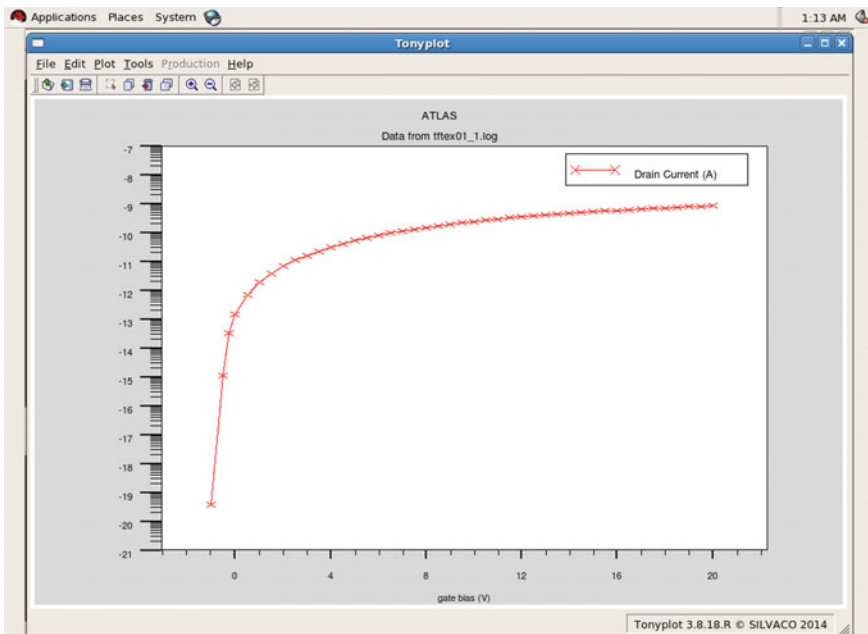 Applications Places System 1:13 AM
Tonyplot
File Edit Plot Tools Production Help
ATLAS
Data from tftex01_1.log
Drain Current (A)
-7
-8
-9
-10
-11
-12
-13
-14
-15
-16
-17
-18
-19
-20
-21
0 4 8 12 16 20
gate bias (V)
Tonyplot 3.8.18.R © SILVACO 2014